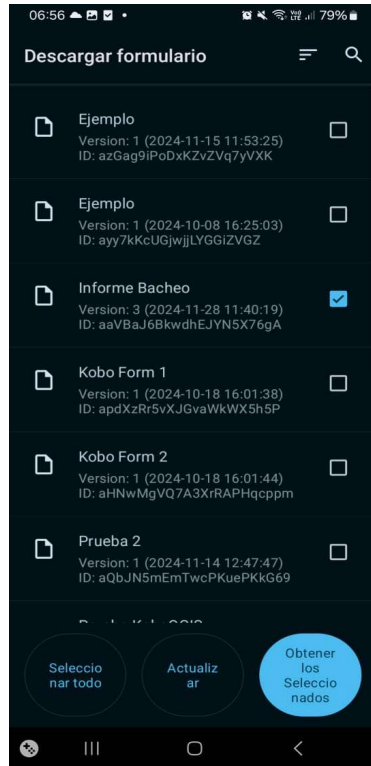 06:56
79%
Descargar formulario
Ejemplo
Version: 1 (2024-11-15 11:53:25)
ID: azGag9iPoDxKZvZVq7yVXK
Ejemplo
Version: 1 (2024-10-08 16:25:03)
ID: ayy7kKcUGjwjjLYGGiZVGZ
Informe Bacheo
Version: 3 (2024-11-28 11:40:19)
ID: aaVBaJ6BkwdhEJYN5X76gA
Kobo Form 1
Version: 1 (2024-10-18 16:01:38)
ID: apdXzRr5vXJGvaWkWX5h5P
Kobo Form 2
Version: 1 (2024-10-18 16:01:44)
ID: aHNwMgVQ7A3XrRAPHqcppm
Prueba 2
Version: 1 (2024-11-14 12:47:47)
ID: aQbJN5mEmTwcPKuePKkG69
Seleccio
nar todo
Actualiz
ar
Obtener
los
Seleccio
nados